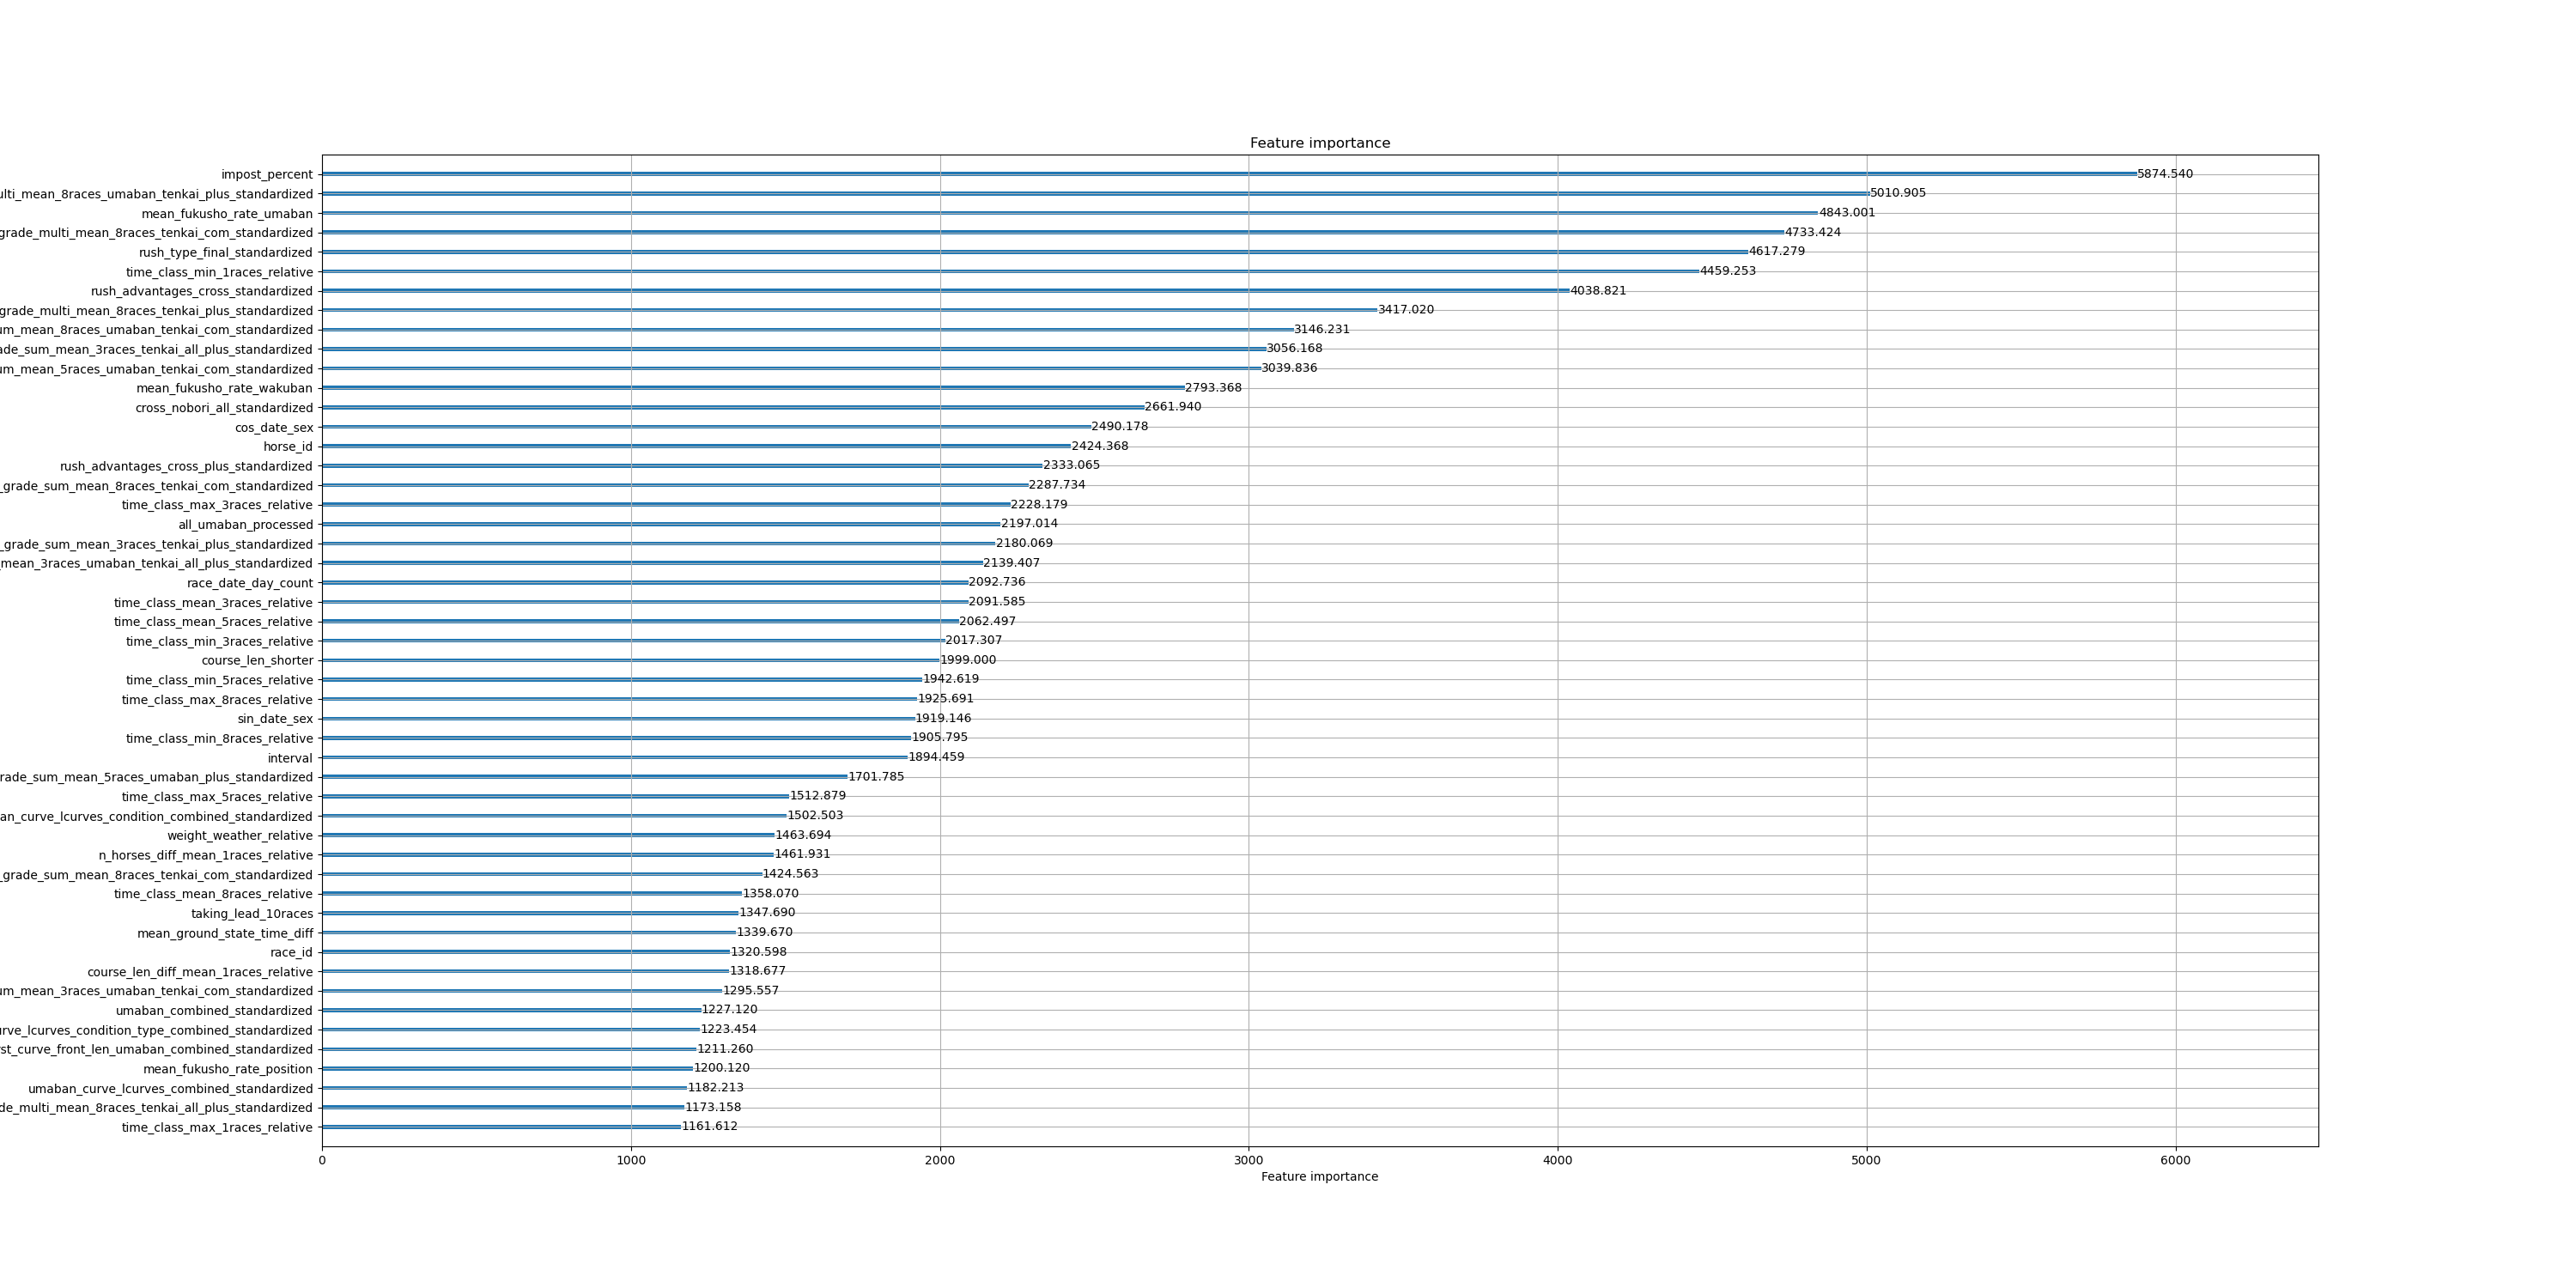 Feature importance
impost_percent 5874.540
ulti_mean_8races_umaban_tenkai_plus_standardized 5010.905
mean_fukusho_rate_umaban 4843.001
grade_multi_mean_8races_tenkai_com_standardized 4733.424
rush_type_final_standardized 4617.279
time_class_min_1races_relative 4459.253
rush_advantages_cross_standardized 4038.821
grade_multi_mean_8races_tenkai_plus_standardized 3417.020
um_mean_8races_umaban_tenkai_com_standardized 3146.231
ade_sum_mean_3races_tenkai_all_plus_standardized 3056.168
um_mean_5races_umaban_tenkai_com_standardized 3039.836
mean_fukusho_rate_wakuban 2793.368
cross_nobori_all_standardized 2661.940
cos_date_sex 2490.178
horse_id 2424.368
rush_advantages_cross_plus_standardized 2333.065
_grade_sum_mean_8races_tenkai_com_standardized 2287.734
time_class_max_3races_relative 2228.179
all_umaban_processed 2197.014
_grade_sum_mean_3races_tenkai_plus_standardized 2180.069
_mean_3races_umaban_tenkai_all_plus_standardized 2139.407
race_date_day_count 2092.736
time_class_mean_3races_relative 2091.585
time_class_mean_5races_relative 2062.497
time_class_min_3races_relative 2017.307
course_len_shorter 1999.000
time_class_min_5races_relative 1942.619
time_class_max_8races_relative 1925.691
sin_date_sex 1919.146
time_class_min_8races_relative 1905.795
interval 1894.459
rade_sum_mean_5races_umaban_plus_standardized 1701.785
time_class_max_5races_relative 1512.879
an_curve_lcurves_condition_combined_standardized 1502.503
weight_weather_relative 1463.694
n_horses_diff_mean_1races_relative 1461.931
_grade_sum_mean_8races_tenkai_com_standardized 1424.563
time_class_mean_8races_relative 1358.070
taking_lead_10races 1347.690
mean_ground_state_time_diff 1339.670
race_id 1320.598
course_len_diff_mean_1races_relative 1318.677
um_mean_3races_umaban_tenkai_com_standardized 1295.557
umaban_combined_standardized 1227.120
urve_lcurves_condition_type_combined_standardized 1223.454
st_curve_front_len_umaban_combined_standardized 1211.260
mean_fukusho_rate_position 1200.120
umaban_curve_lcurves_combined_standardized 1182.213
de_multi_mean_8races_tenkai_all_plus_standardized 1173.158
time_class_max_1races_relative 1161.612
0 1000 2000 3000 4000 5000 6000
Feature importance